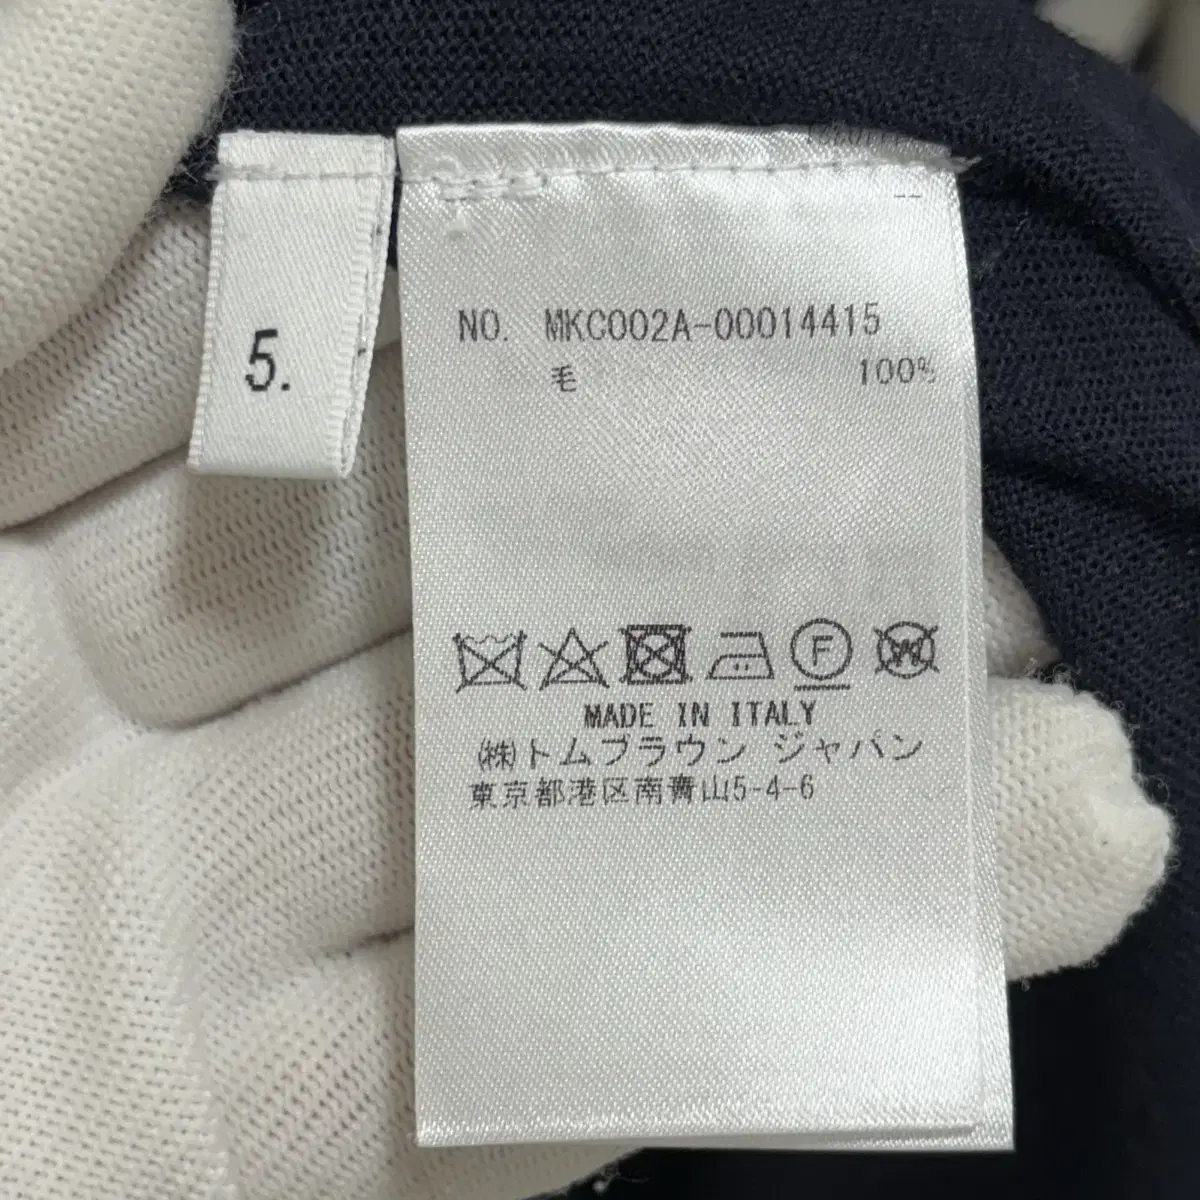 5.
NO. MKC002A-00014415
毛 100%
F
W
MADE IN ITALY
㈱トムブラウン ジャパン
東京都港区南青山5-4-6